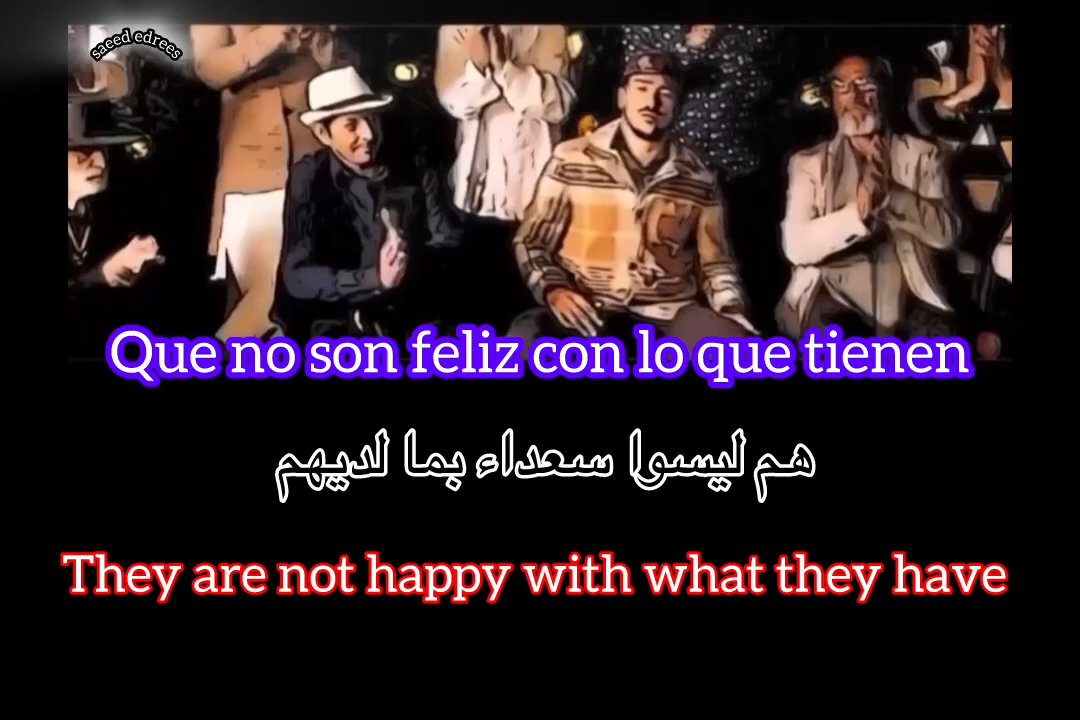 saeed edrees
Que no son feliz con lo que tienen
هم ليسوا سعداء بما لديهم
They are not happy with what they have